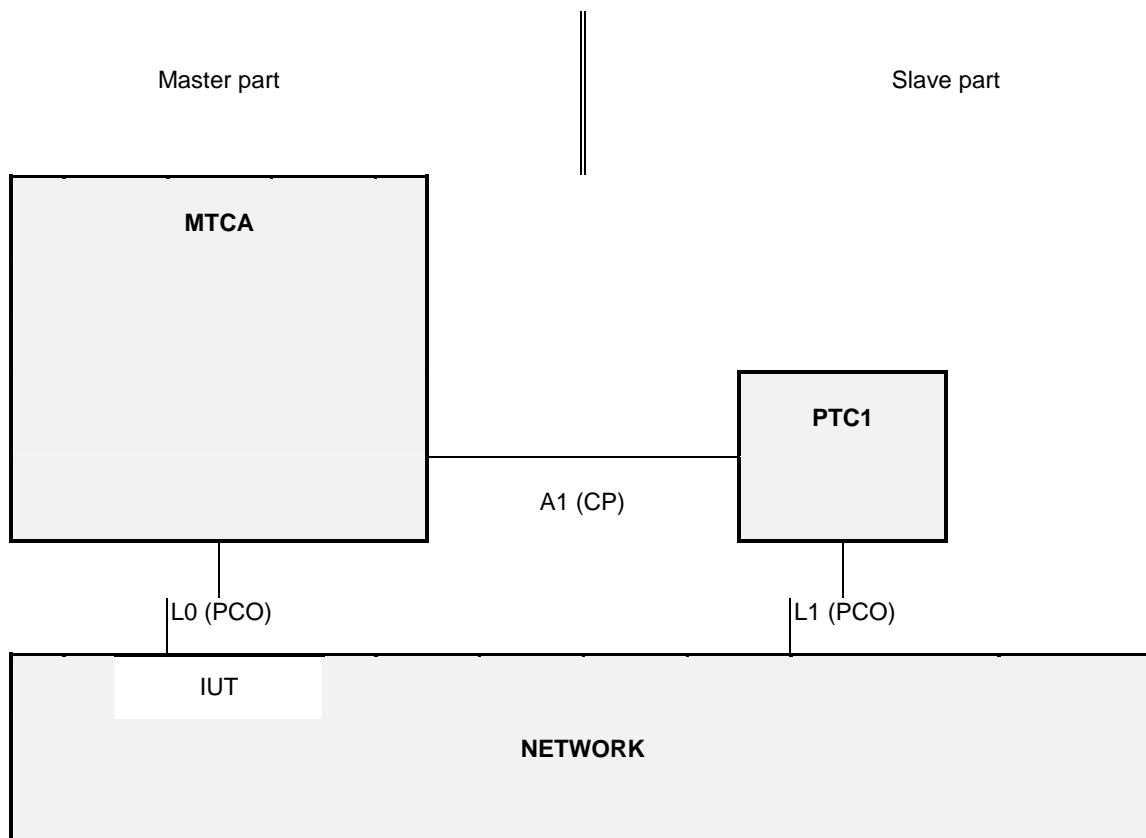 Master part
Slave part
MTCA
PTC1
A1 (CP)
L0 (PCO)
L1 (PCO)
IUT
NETWORK